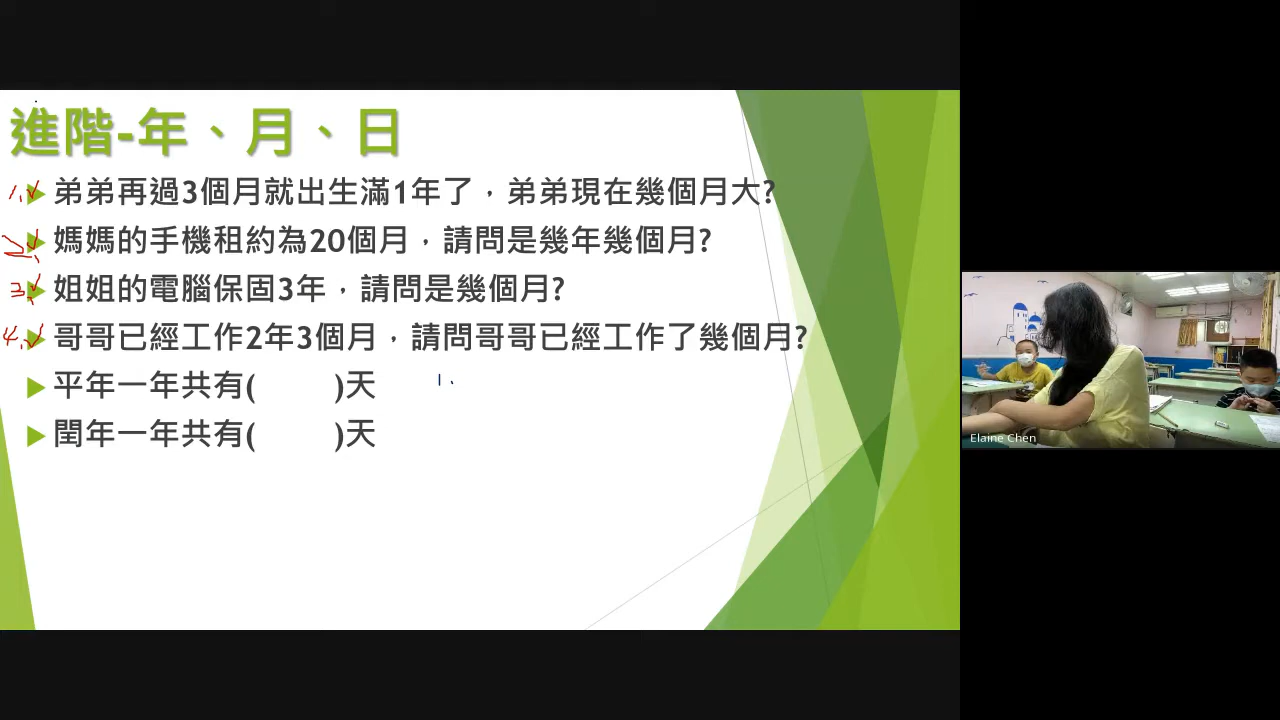 進階-年、月、日
1. ✓ 弟弟再過3個月就出生滿1年了，弟弟現在幾個月大?
2. ✓ 媽媽的手機租約為20個月，請問是幾年幾個月?
3. ✓ 姐姐的電腦保固3年，請問是幾個月?
4. ✓ 哥哥已經工作2年3個月，請問哥哥已經工作了幾個月?
平年一年共有( )天 1.
閏年一年共有( )天
Elaine Chen